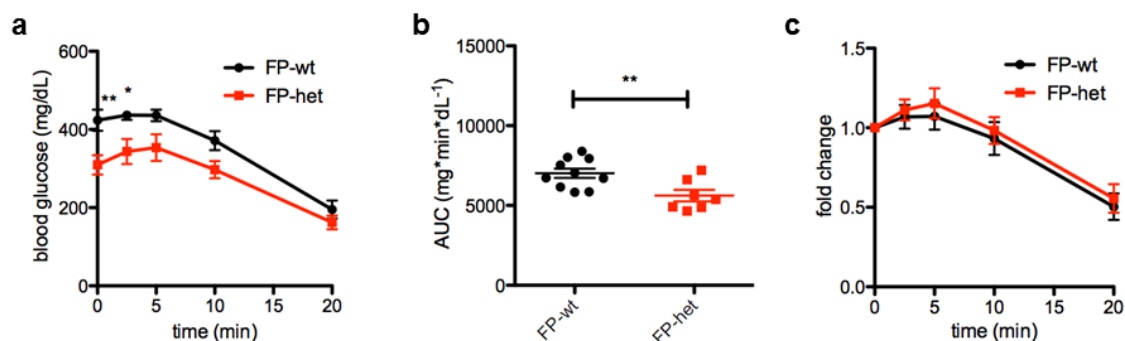 a
600
400
200
0
blood glucose (mg/dL)
** *
FP-wt
FP-het
0 5 10 15 20
time (min)
b
15000
10000
5000
0
AUC (mg*min*dL-1)
**
FP-wt
FP-het
c
1.5
1.0
0.5
0.0
fold change
FP-wt
FP-het
0 5 10 15 20
time (min)